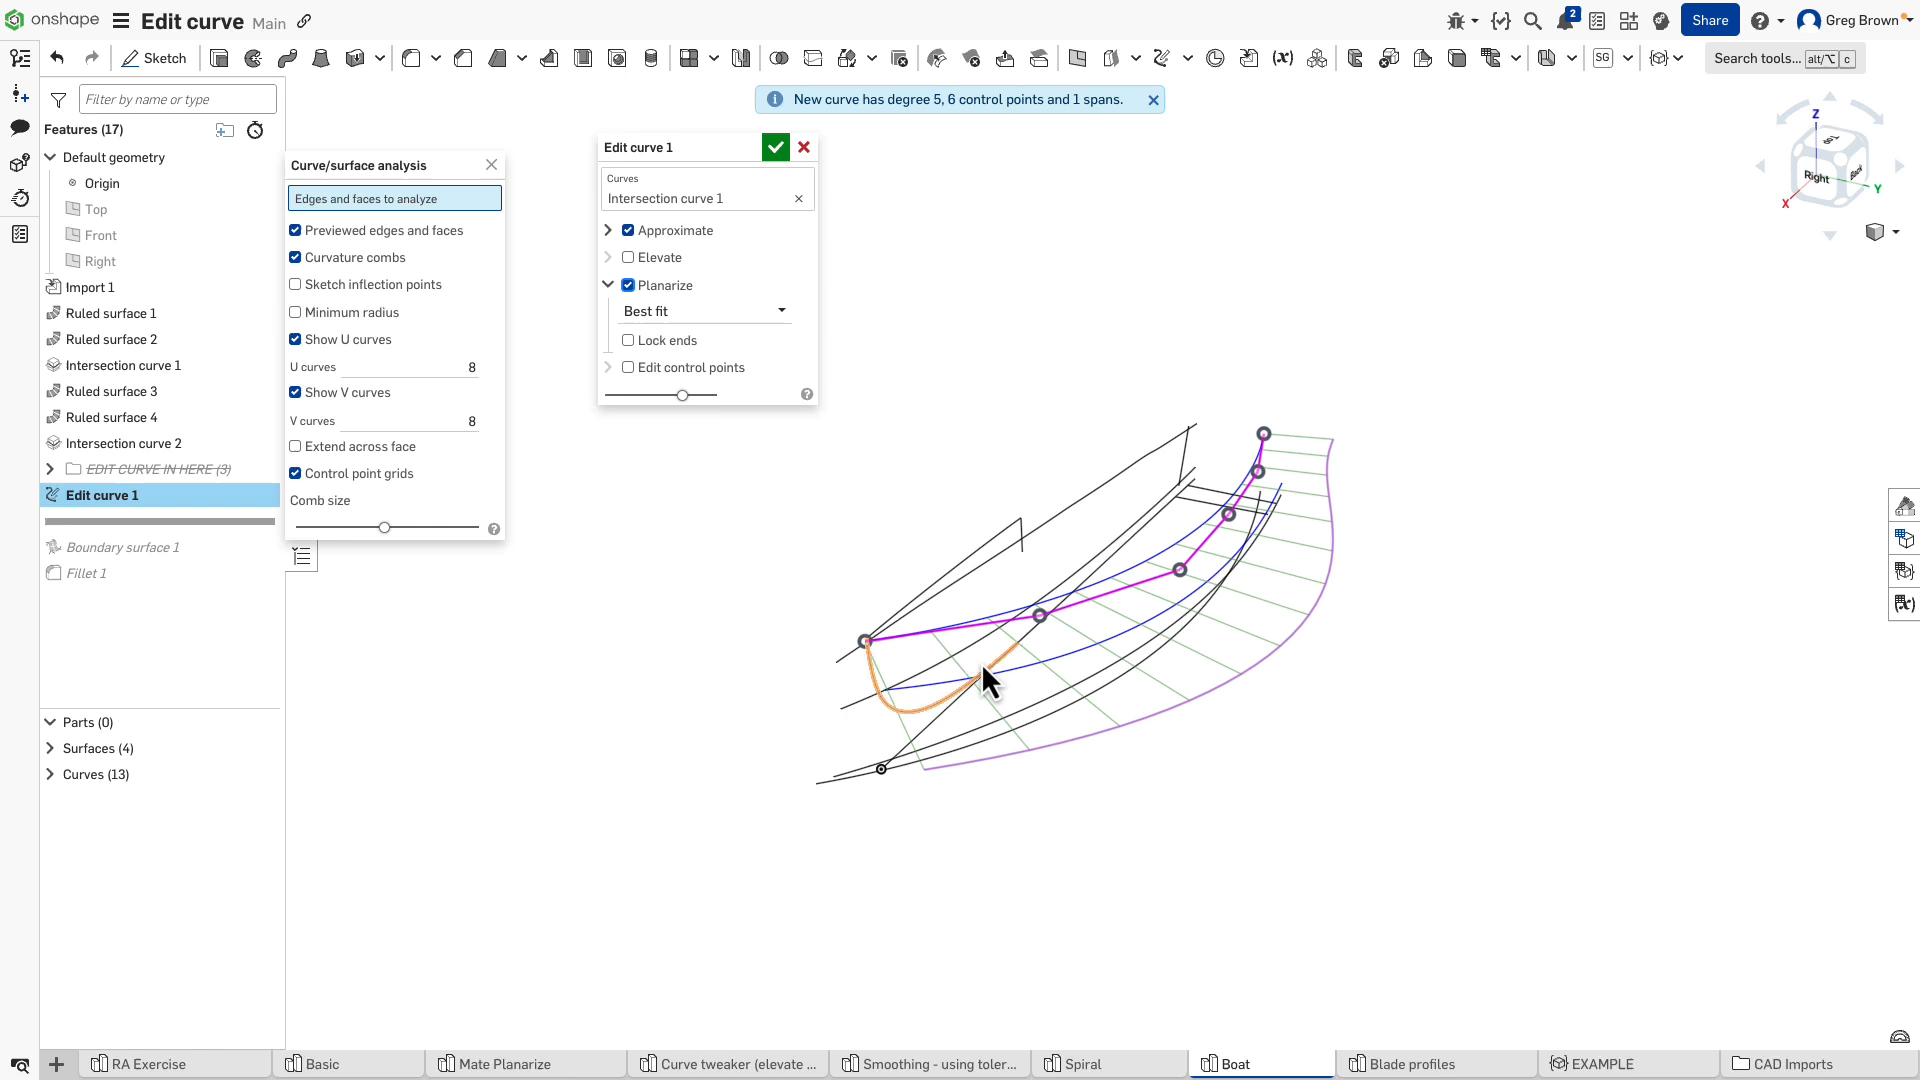 onshape Edit curve Main
2 Share Greg Brown
Sketch SG Search tools... alt/⌥ c
Filter by name or type
New curve has degree 5, 6 control points and 1 spans.
Features (17)
Default geometry
Origin
Top
Front
Right
Import 1
Ruled surface 1
Ruled surface 2
Intersection curve 1
Ruled surface 3
Ruled surface 4
Intersection curve 2
EDIT CURVE IN HERE (3)
Edit curve 1
Boundary surface 1
Fillet 1
Parts (0)
Surfaces (4)
Curves (13)
Curve/surface analysis
Edges and faces to analyze
Previewed edges and faces
Curvature combs
Sketch inflection points
Minimum radius
Show U curves
U curves 8
Show V curves
V curves 8
Extend across face
Control point grids
Comb size
Edit curve 1
Curves
Intersection curve 1
Approximate
Elevate
Planarize
Best fit
Lock ends
Edit control points
Z
Right
Back
Y
X
RA Exercise
Basic
Mate Planarize
Curve tweaker (elevate ...
Smoothing - using toler...
Spiral
Boat
Blade profiles
EXAMPLE
CAD Imports